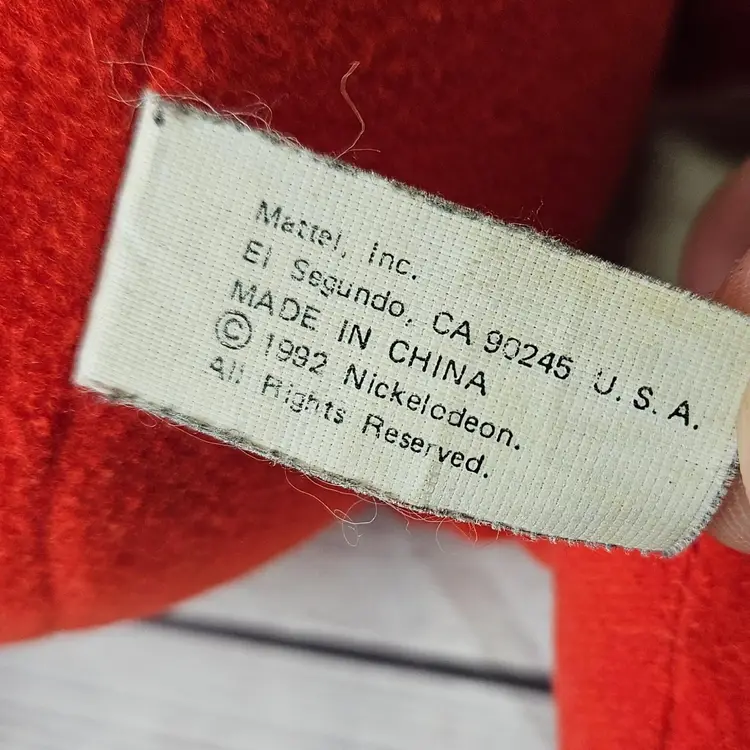 Mattel, Inc.
El Segundo, CA 90245 U.S.A.
MADE IN CHINA
© 1992 Nickelodeon.
All Rights Reserved.